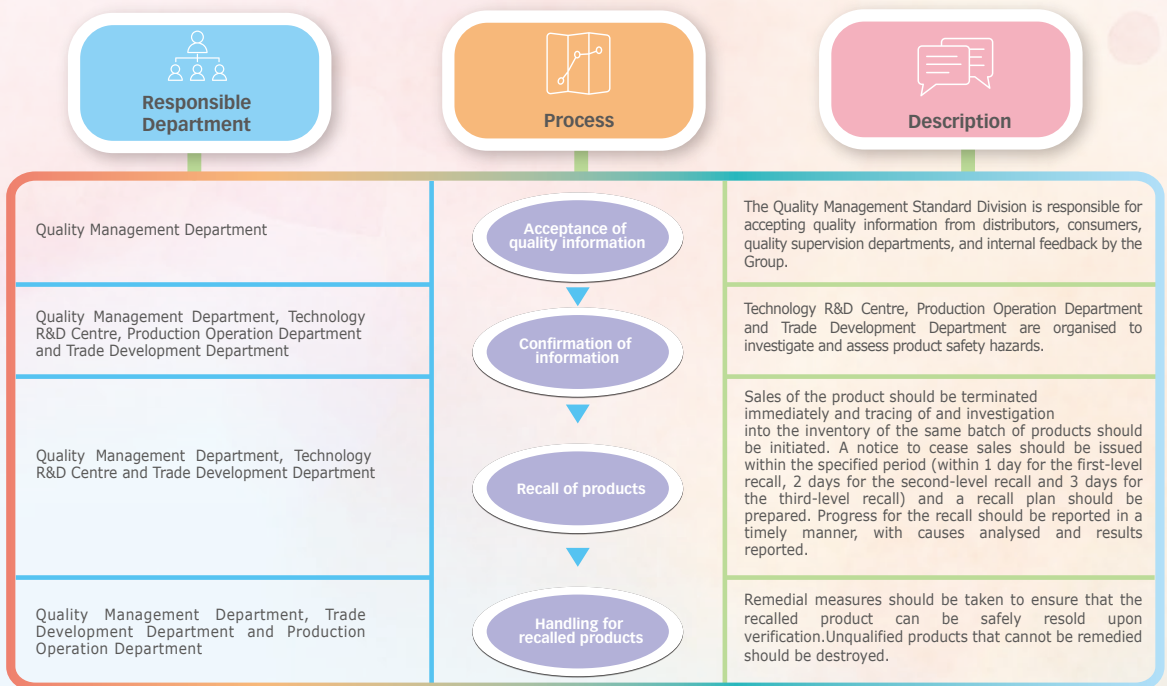 Responsible
Department
Process
Description
Quality Management Department
Acceptance of
quality information
The Quality Management Standard Division is responsible for
accepting quality information from distributors, consumers,
quality supervision departments, and internal feedback by the
Group.
Quality Management Department, Technology
R&D Centre, Production Operation Department
and Trade Development Department
Confirmation of
information
Technology R&D Centre, Production Operation Department
and Trade Development Department are organised to
investigate and assess product safety hazards.
Quality Management Department, Technology
R&D Centre and Trade Development Department
Recall of products
Sales of the product should be terminated
immediately and tracing of and investigation
into the inventory of the same batch of products should
be initiated. A notice to cease sales should be issued
within the specified period (within 1 day for the first-level
recall, 2 days for the second-level recall and 3 days for
the third-level recall) and a recall plan should be
prepared. Progress for the recall should be reported in a
timely manner, with causes analysed and results
reported.
Quality Management Department, Trade
Development Department and Production
Operation Department
Handling for
recalled products
Remedial measures should be taken to ensure that the
recalled product can be safely resold upon
verification.Unqualified products that cannot be remedied
should be destroyed.